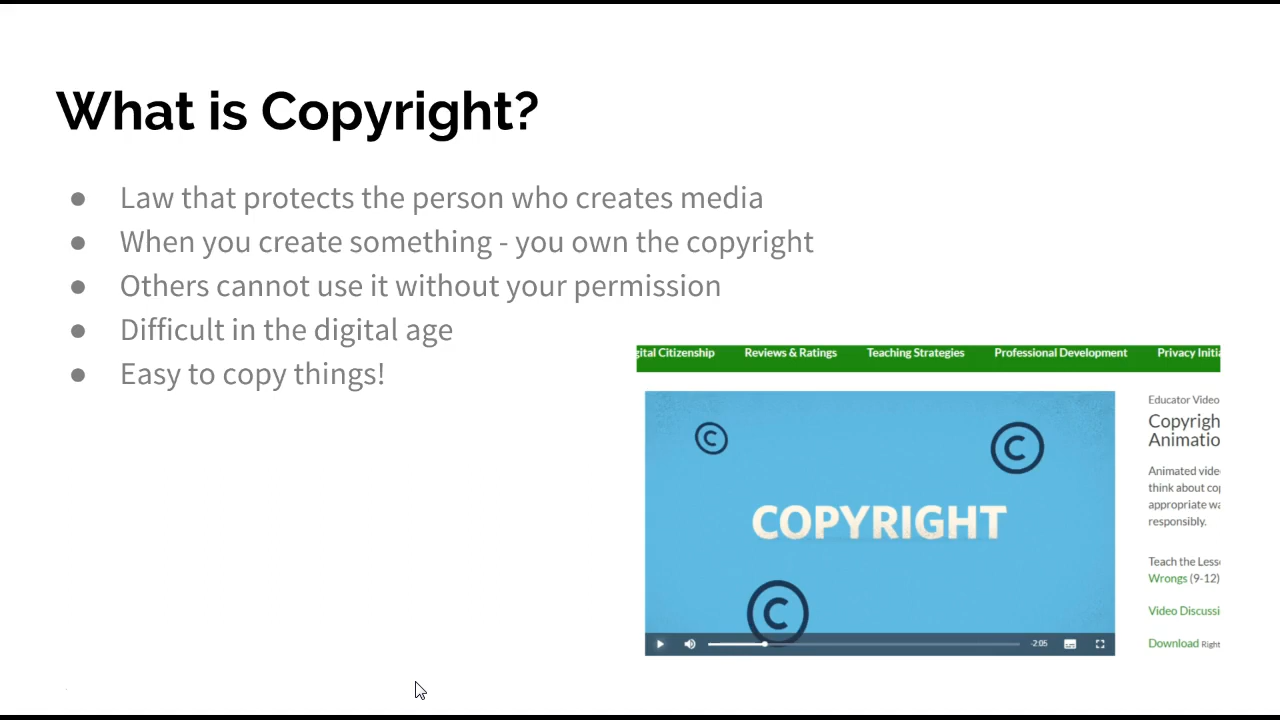 What is Copyright?
● Law that protects the person who creates media
● When you create something - you own the copyright
● Others cannot use it without your permission
● Difficult in the digital age
● Easy to copy things!
gital Citizenship Reviews & Ratings Teaching Strategies Professional Development Privacy Initia
COPYRIGHT
-2:05
Educator Video
Copyrigh
Animatio
Animated vide
think about cop
appropriate wa
responsibly.
Teach the Less
Wrongs (9-12)
Video Discussi
Download Right